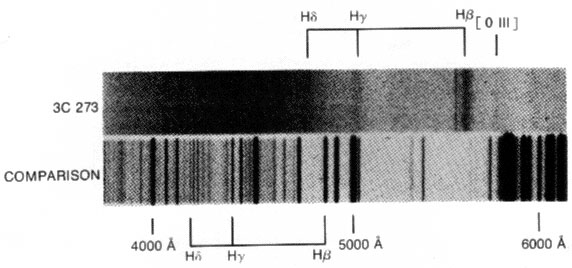 Hδ Hγ Hβ [O III]
3C 273
COMPARISON
4000 Å 5000 Å 6000 Å
Hδ Hγ Hβ